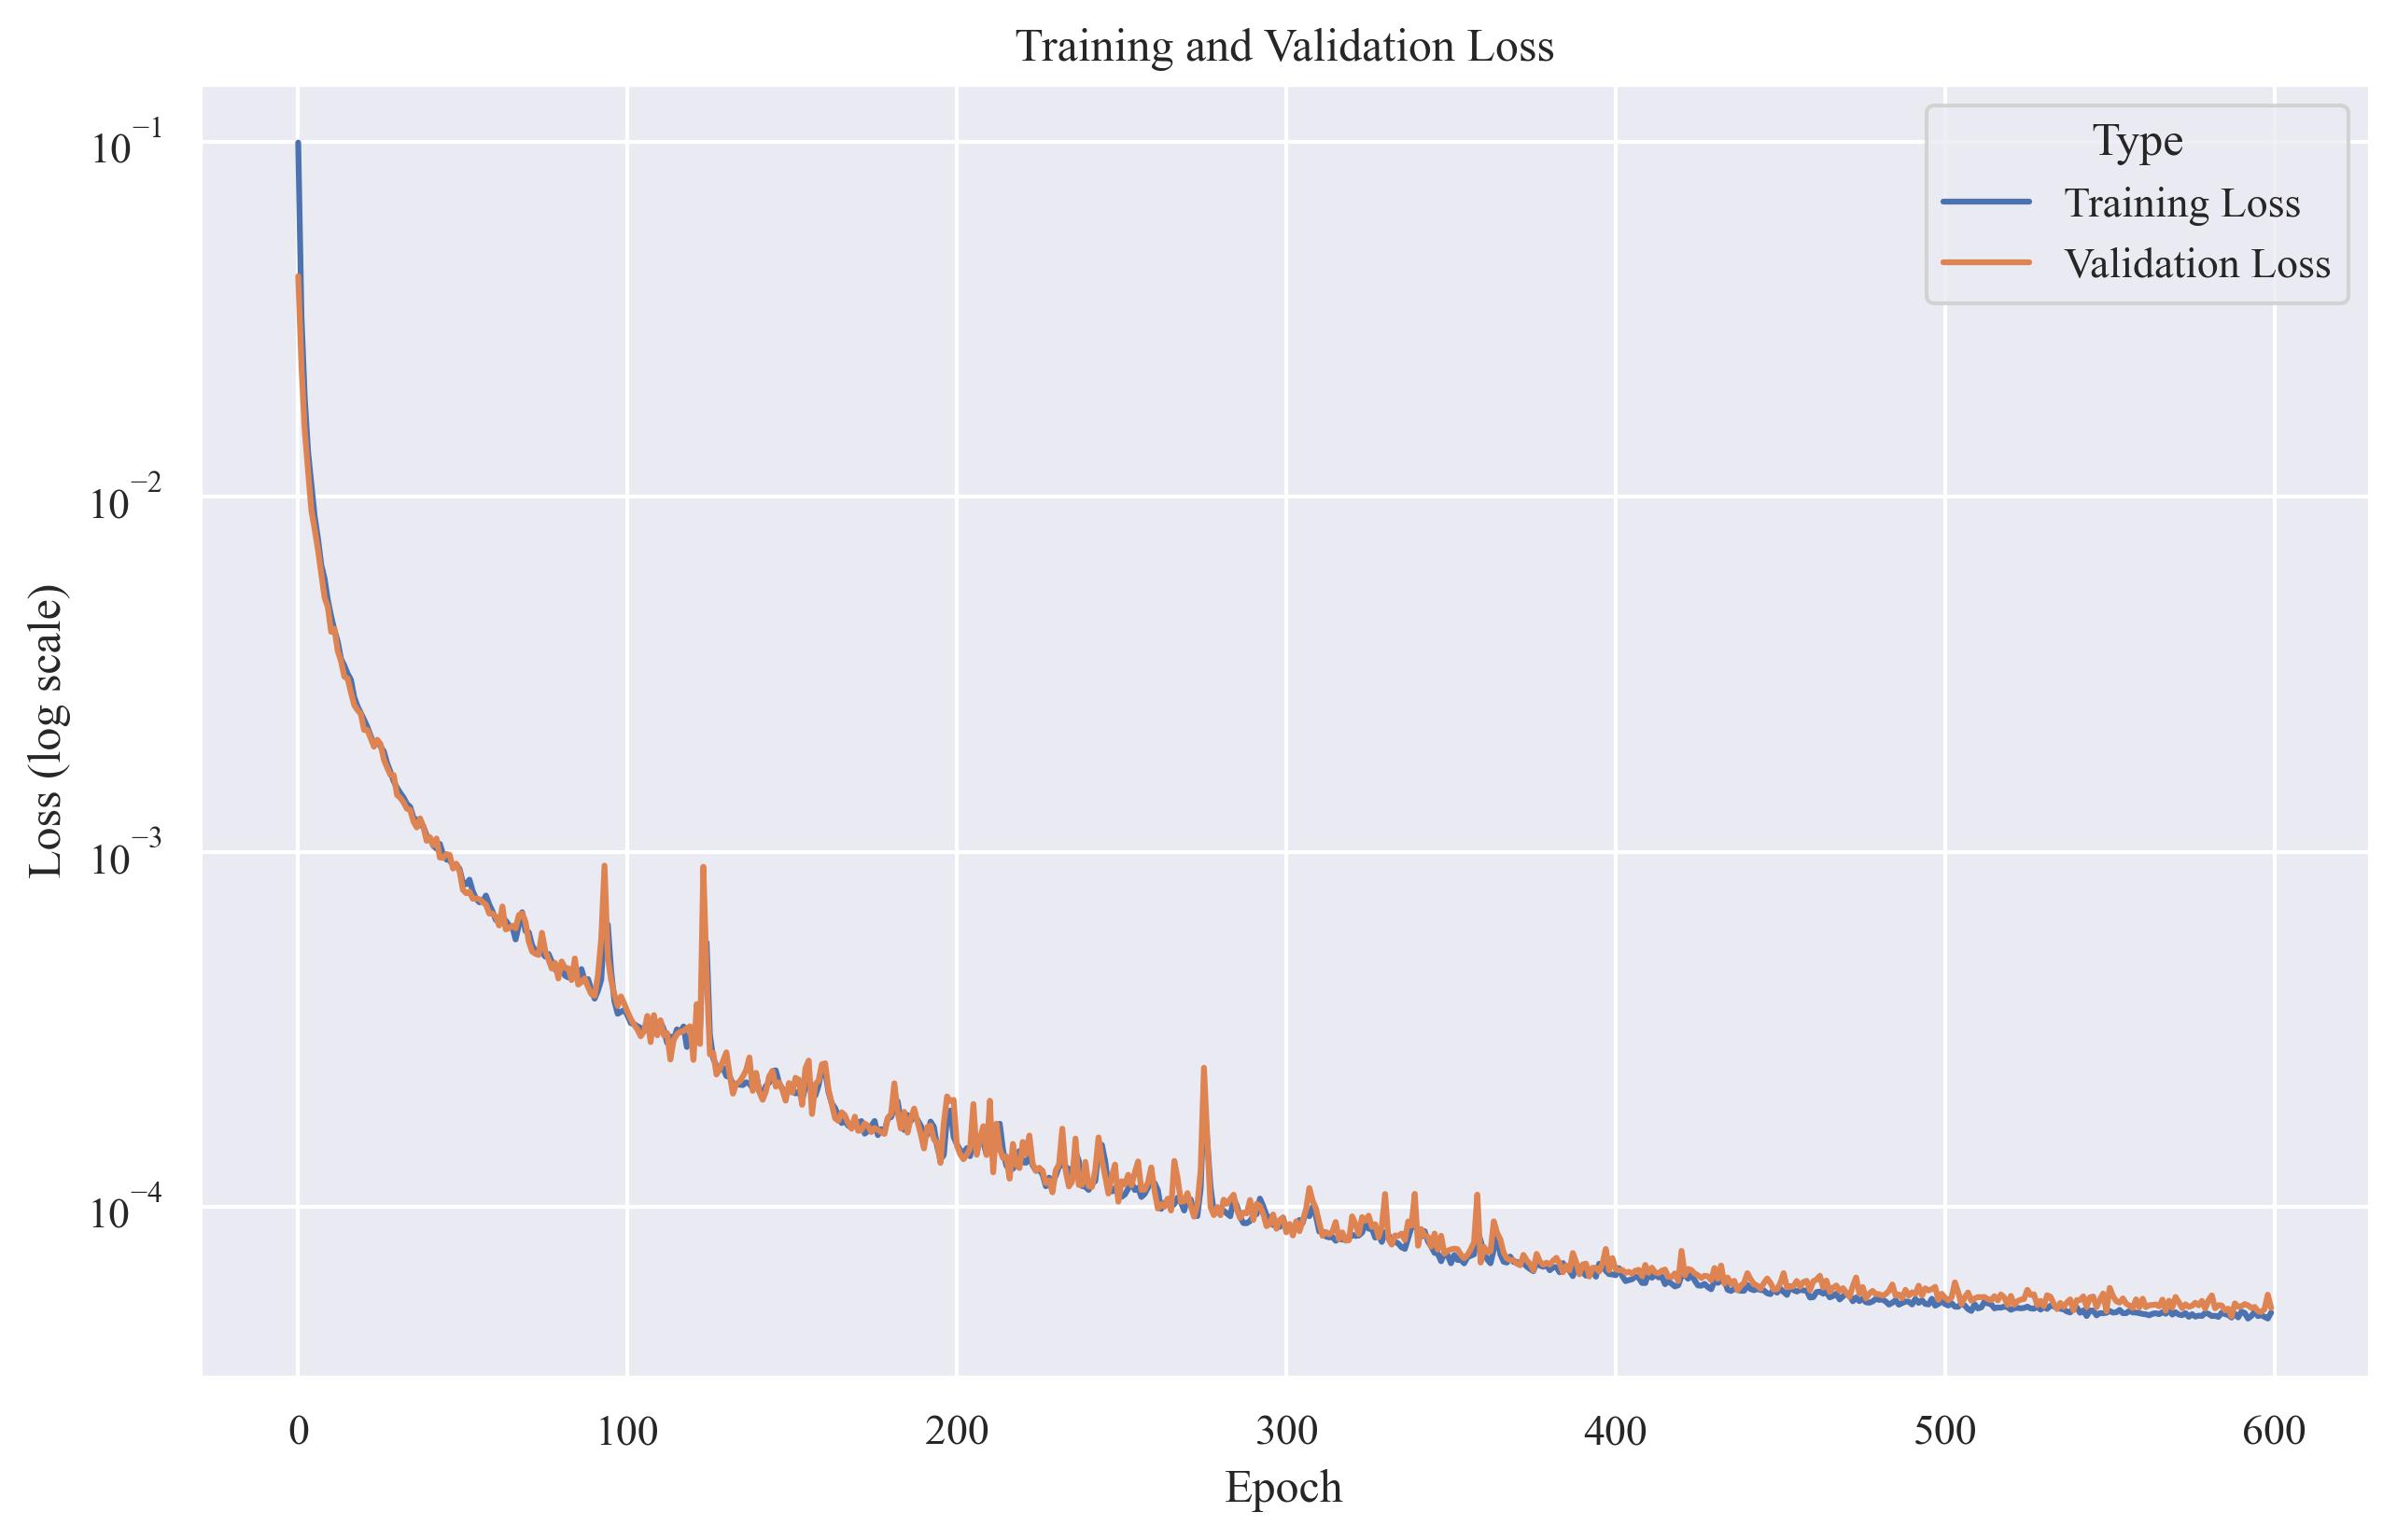 Training and Validation Loss
Type
Training Loss
Validation Loss
Loss (log scale)
10⁻¹
10⁻²
10⁻³
10⁻⁴
0 100 200 300 400 500 600
Epoch